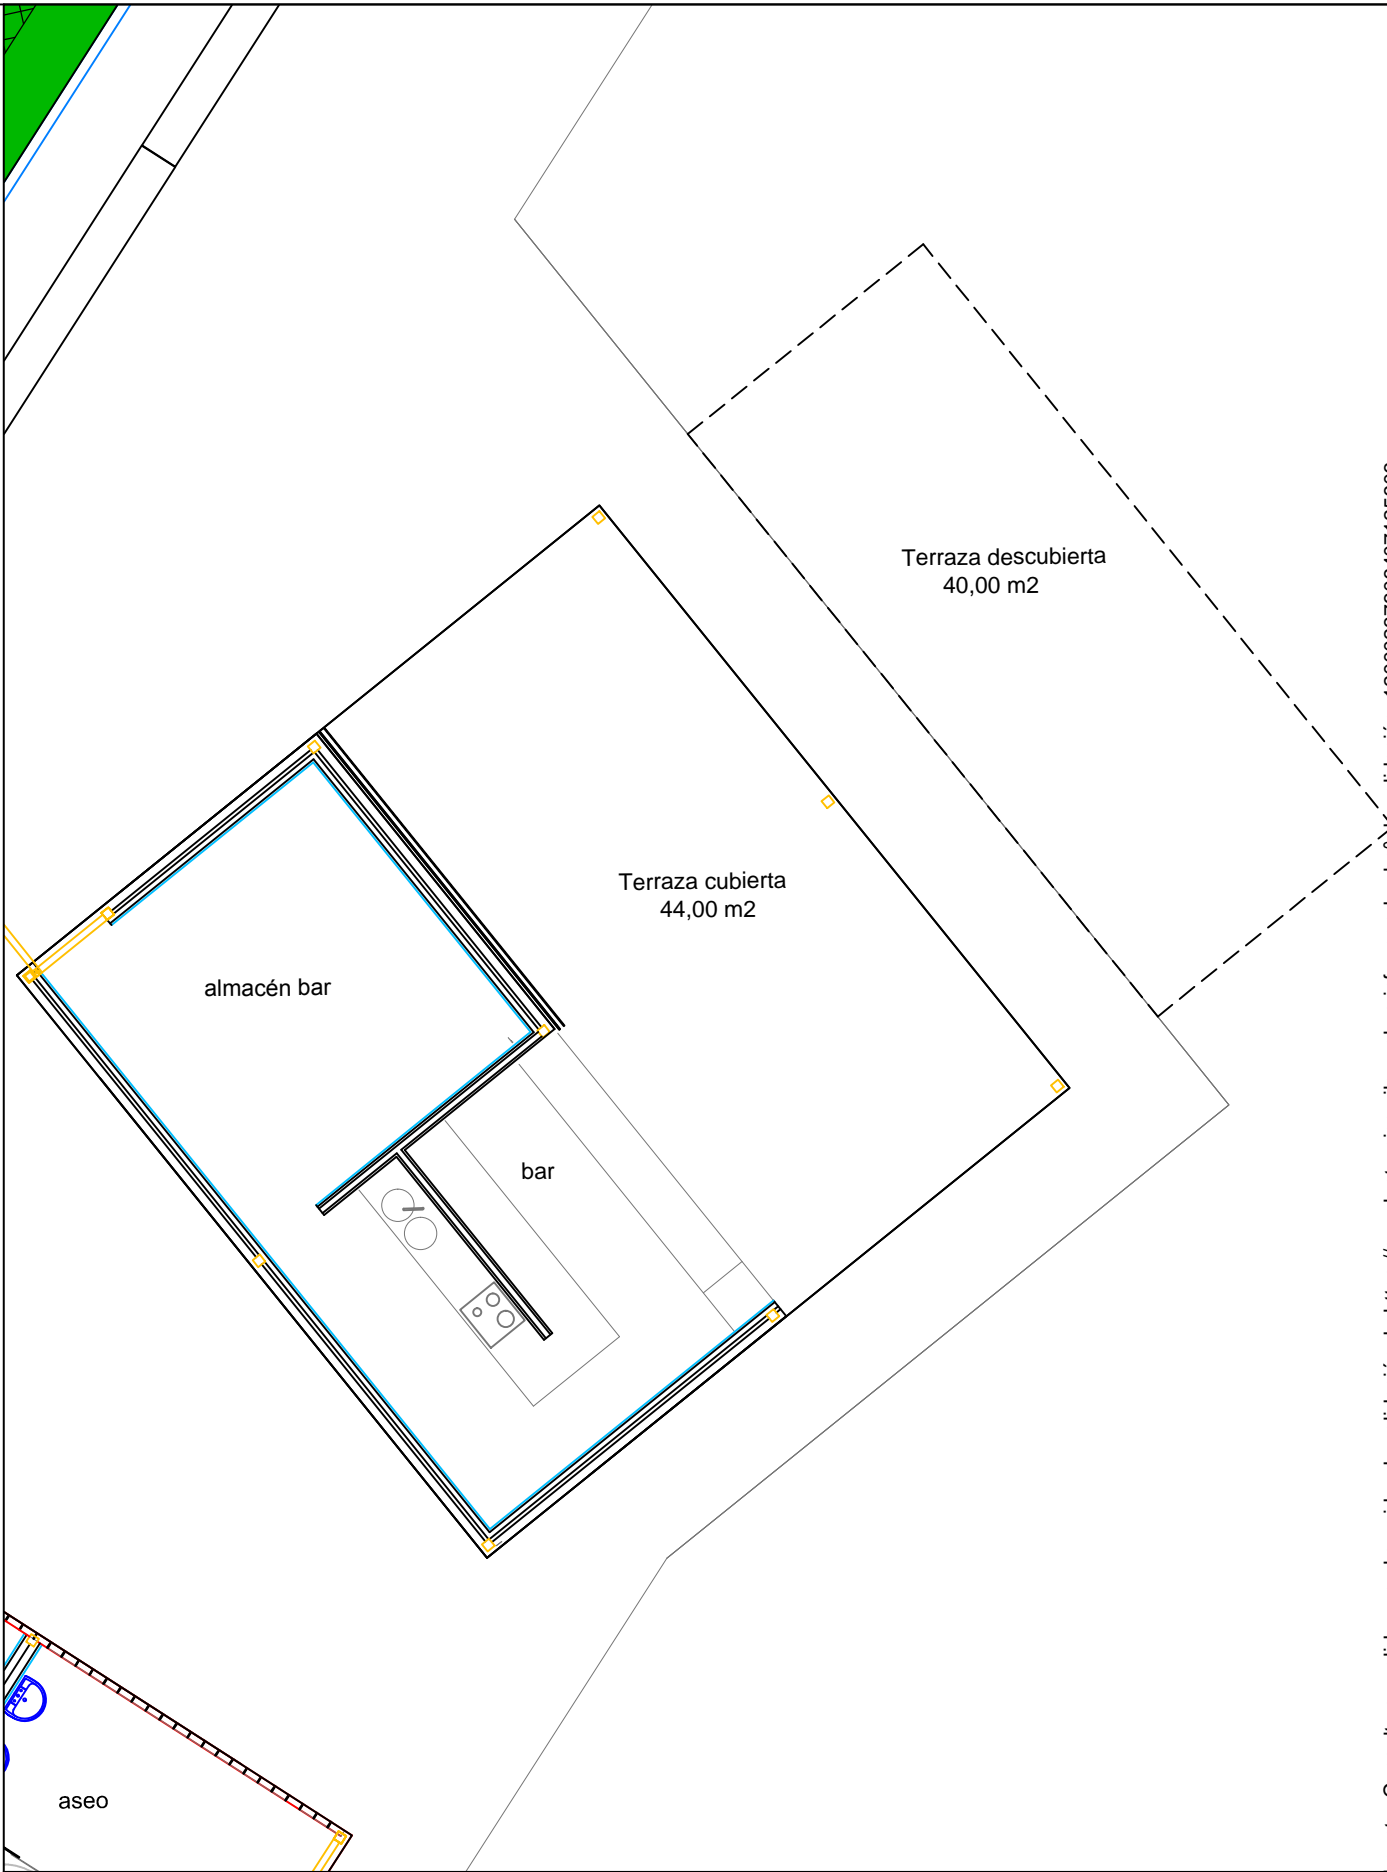 Terraza descubierta
40,00 m2
Terraza cubierta
44,00 m2
almacén bar
bar
aseo